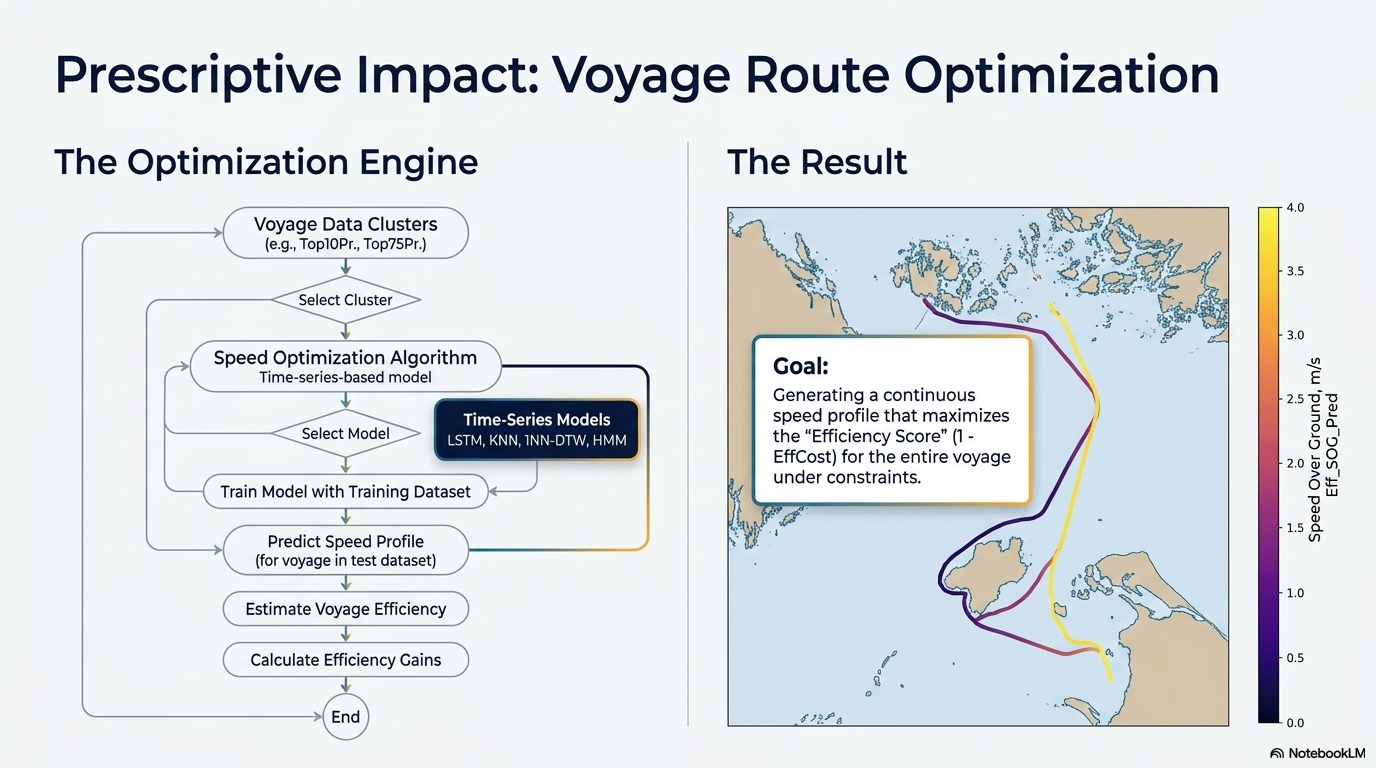 Prescriptive Impact: Voyage Route Optimization
The Optimization Engine
Voyage Data Clusters
(e.g., Top10Pr., Top75Pr.)
Select Cluster
Speed Optimization Algorithm
Time-series-based model
Time-Series Models
LSTM, KNN, 1NN-DTW, HMM
Select Model
Train Model with Training Dataset
Predict Speed Profile
(for voyage in test dataset)
Estimate Voyage Efficiency
Calculate Efficiency Gains
End
The Result
Goal:
Generating a continuous
speed profile that maximizes
the “Efficiency Score” (1 -
EffCost) for the entire voyage
under constraints.
4.0
3.5
3.0
2.5
2.0
1.5
1.0
0.5
0.0
Speed Over Ground, m/s
Eff_SOG_Pred
NotebookLM